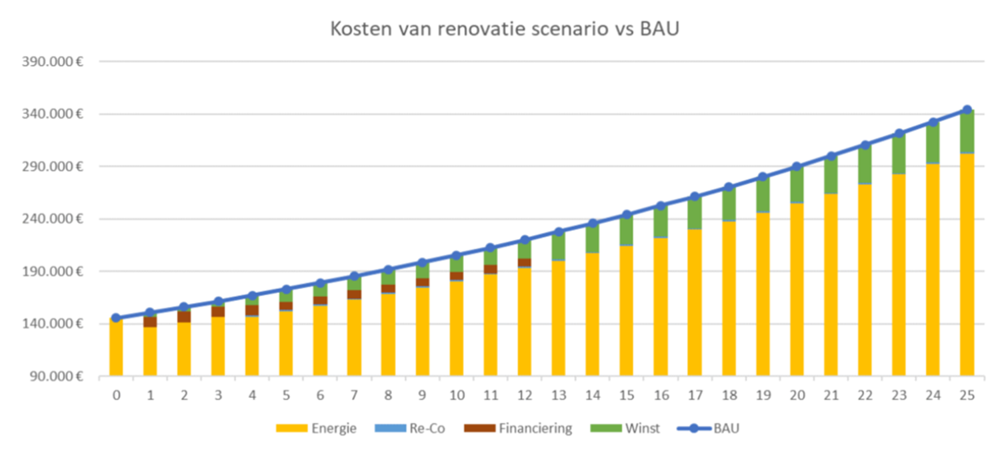 Kosten van renovatie scenario vs BAU
390.000 €
340.000 €
290.000 €
240.000 €
190.000 €
140.000 €
90.000 €
0 1 2 3 4 5 6 7 8 9 10 11 12 13 14 15 16 17 18 19 20 21 22 23 24 25
Energie Re-Co Financiering Winst BAU